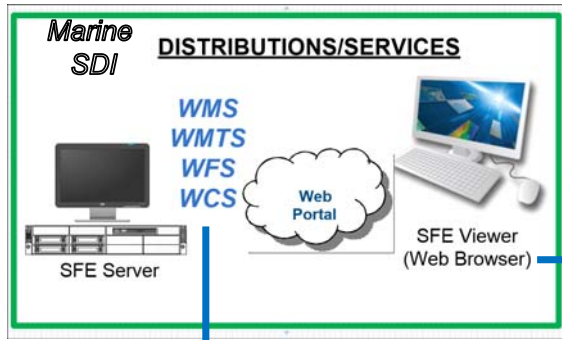 Marine
SDI
DISTRIBUTIONS/SERVICES
WMS
WMTS
WFS
WCS
Web
Portal
SFE Server
SFE Viewer
(Web Browser)